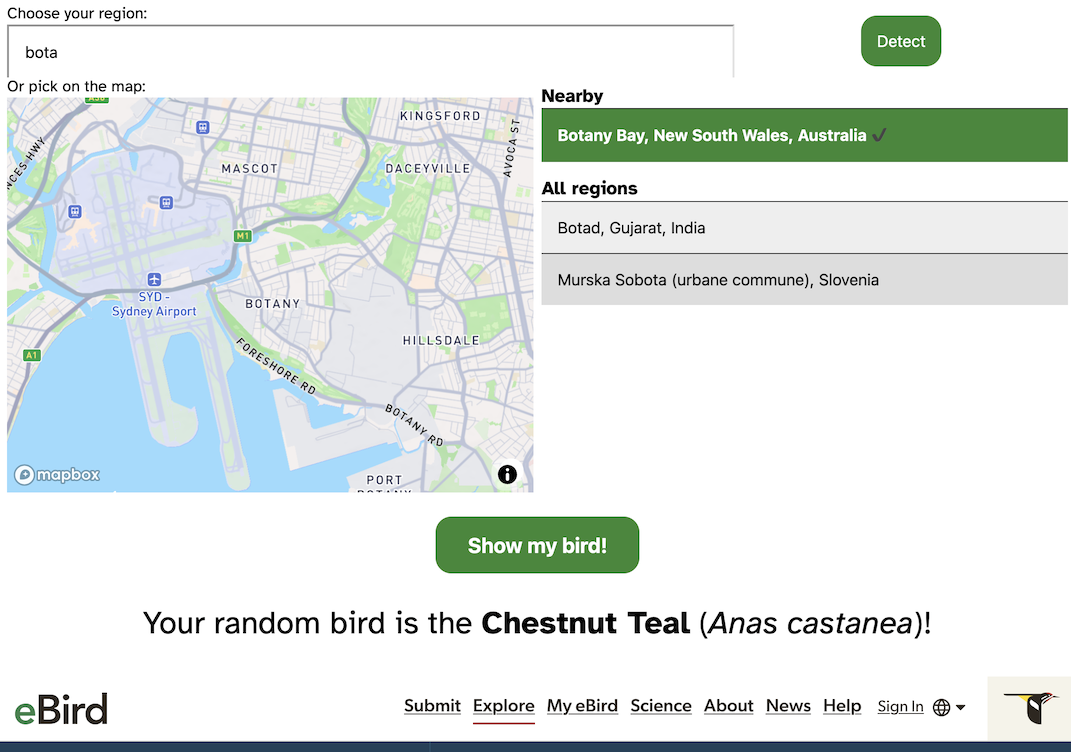 Choose your region:
bota
Detect
Or pick on the map:
Nearby
Botany Bay, New South Wales, Australia ✔
All regions
Botad, Gujarat, India
Murska Sobota (urbane commune), Slovenia
KINGSFORD
AVOCA ST
MASCOT
DACEYVILLE
M1
SYD -
Sydney Airport
BOTANY
HILLSDALE
A1
FORESHORE RD
BOTANY RD
PORT
BOTANY
mapbox
Show my bird!
Your random bird is the Chestnut Teal (Anas castanea)!
eBird
Submit Explore My eBird Science About News Help Sign In